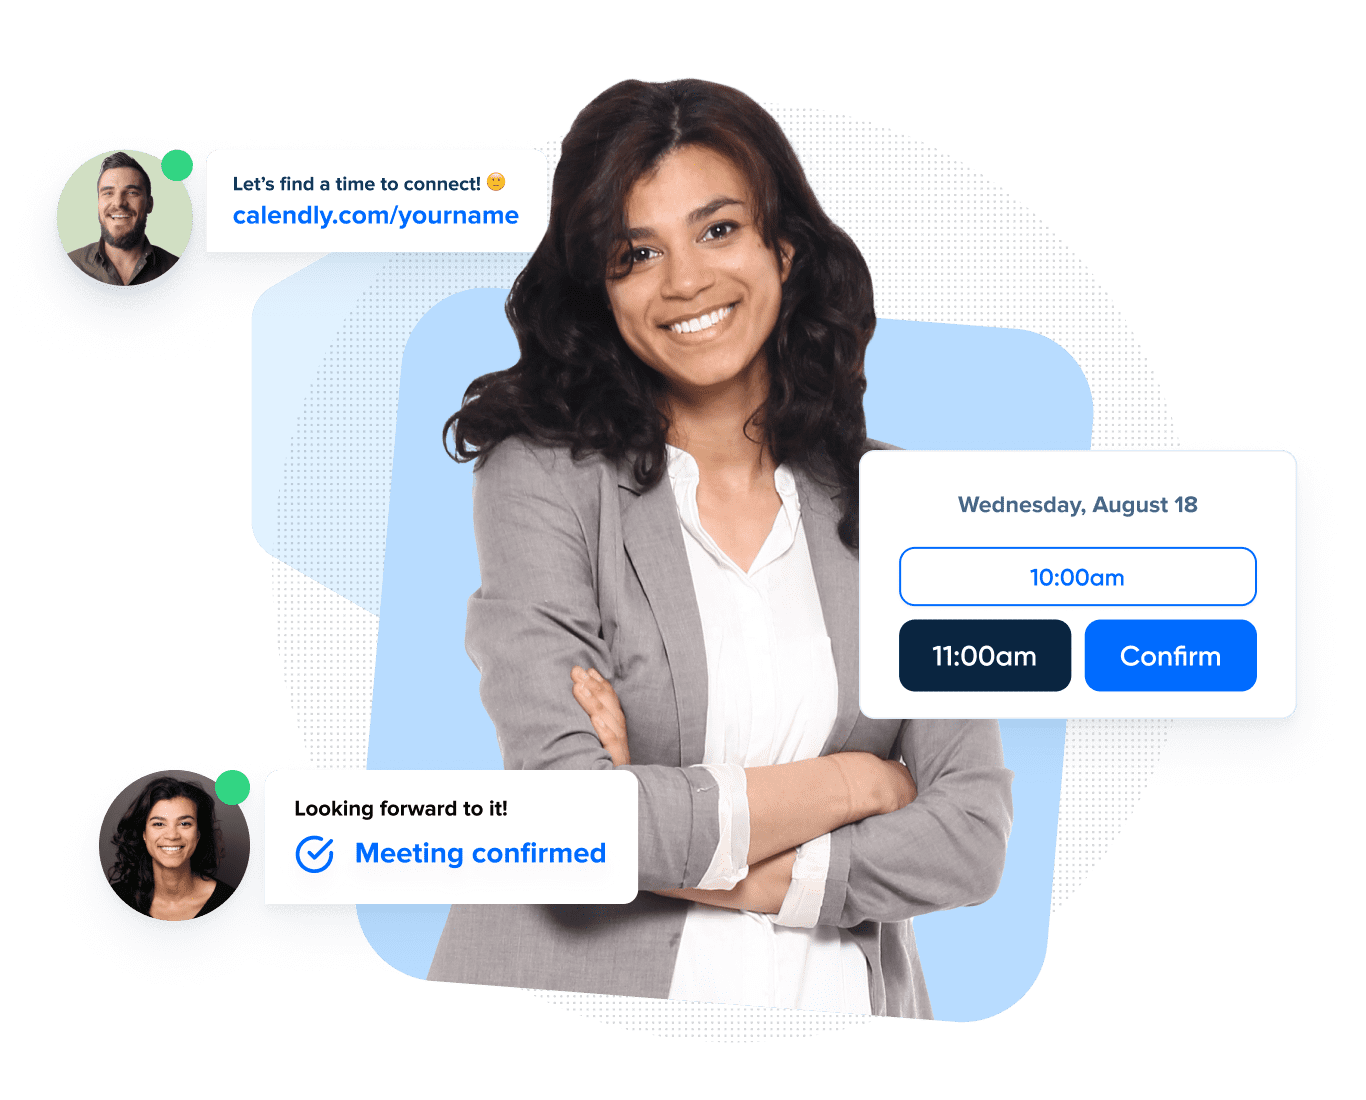 Let’s find a time to connect! 🙂
calendly.com/yourname
Wednesday, August 18
10:00am
11:00am
Confirm
Looking forward to it!
Meeting confirmed